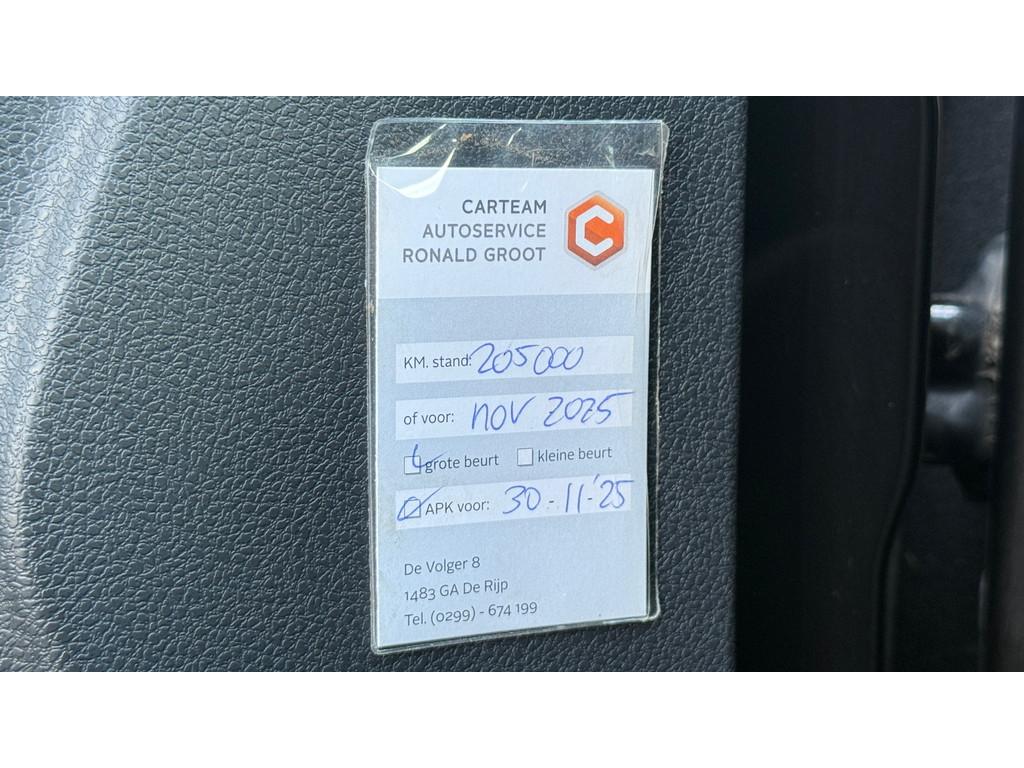 CARTEAM
AUTOSERVICE
RONALD GROOT
KM. stand: 205000
of voor: nov 2025
grote beurt kleine beurt
APK voor: 30-11-'25
De Volger 8
1483 GA De Rijp
Tel. (0299) - 674 199